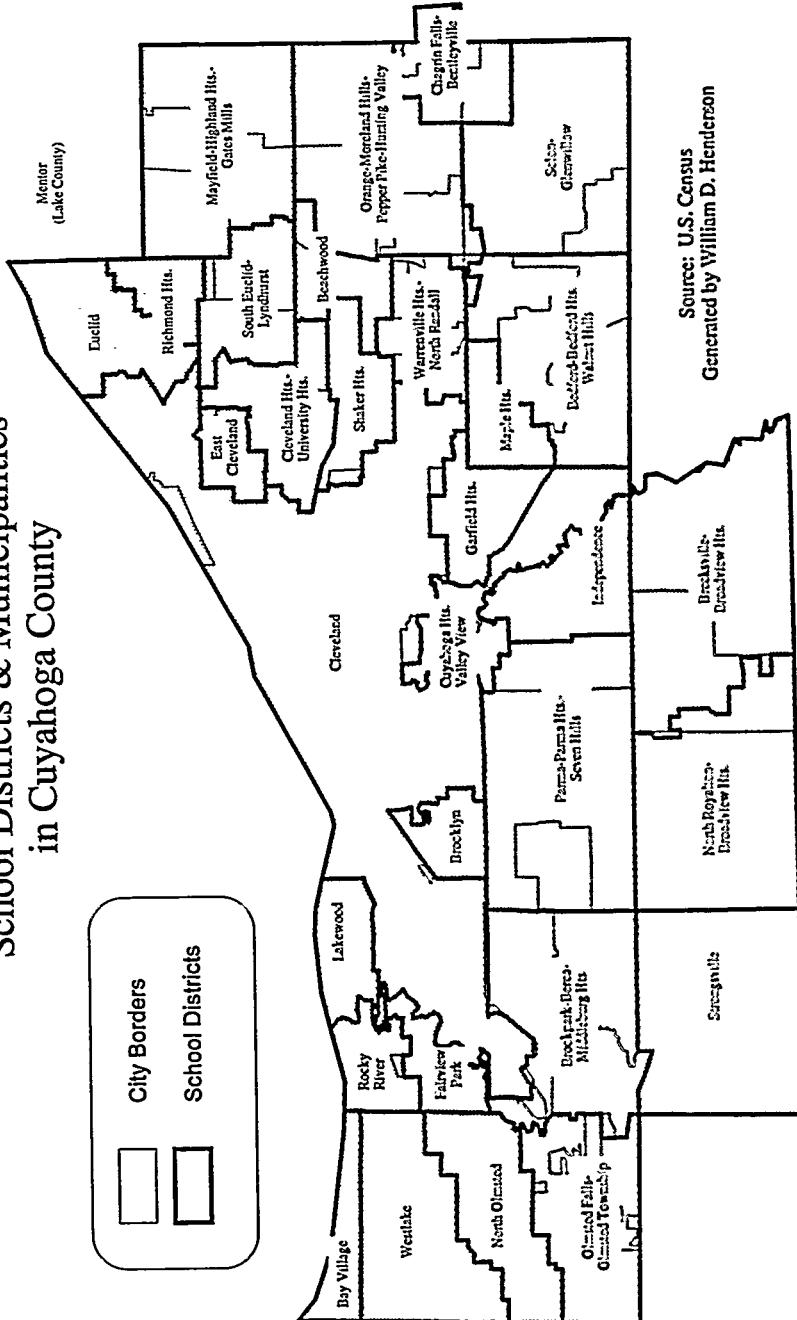 School Districts & Municipalities
in Cuyahoga County
City Borders
School Districts
Mentor
(Lake County)
Euclid
Richmond Hts.
Mayfield-Highland Hts.-
Gates Mills
South Euclid-
Lyndhurst
East
Cleveland
Cleveland Hts.-
University Hts.
Beachwood
Orange-Moreland Hills-
Pepper Pike-Hunting Valley
Chagrin Falls-
Bentleyville
Shaker Hts.
Warrensville Hts.-
North Randall
Cleveland
Lakewood
Rocky
River
Bay Village
Westlake
Fairview
Park
Brooklyn
Cuyahoga Hts.
Valley View
Garfield Hts.
Maple Hts.
Bedford-Bedford Hts.
Walnut Hills
Solon-
Glenwillow
North Olmsted
Olmsted Falls-
Olmsted Township
Brookpark-Berea-
Middleburg Hts
Parma-Parma Hts.-
Seven Hills
Independence
Strongsville
North Royalton-
Broadview Hts.
Brecksville-
Broadview Hts.
Source: U.S. Census
Generated by William D. Henderson